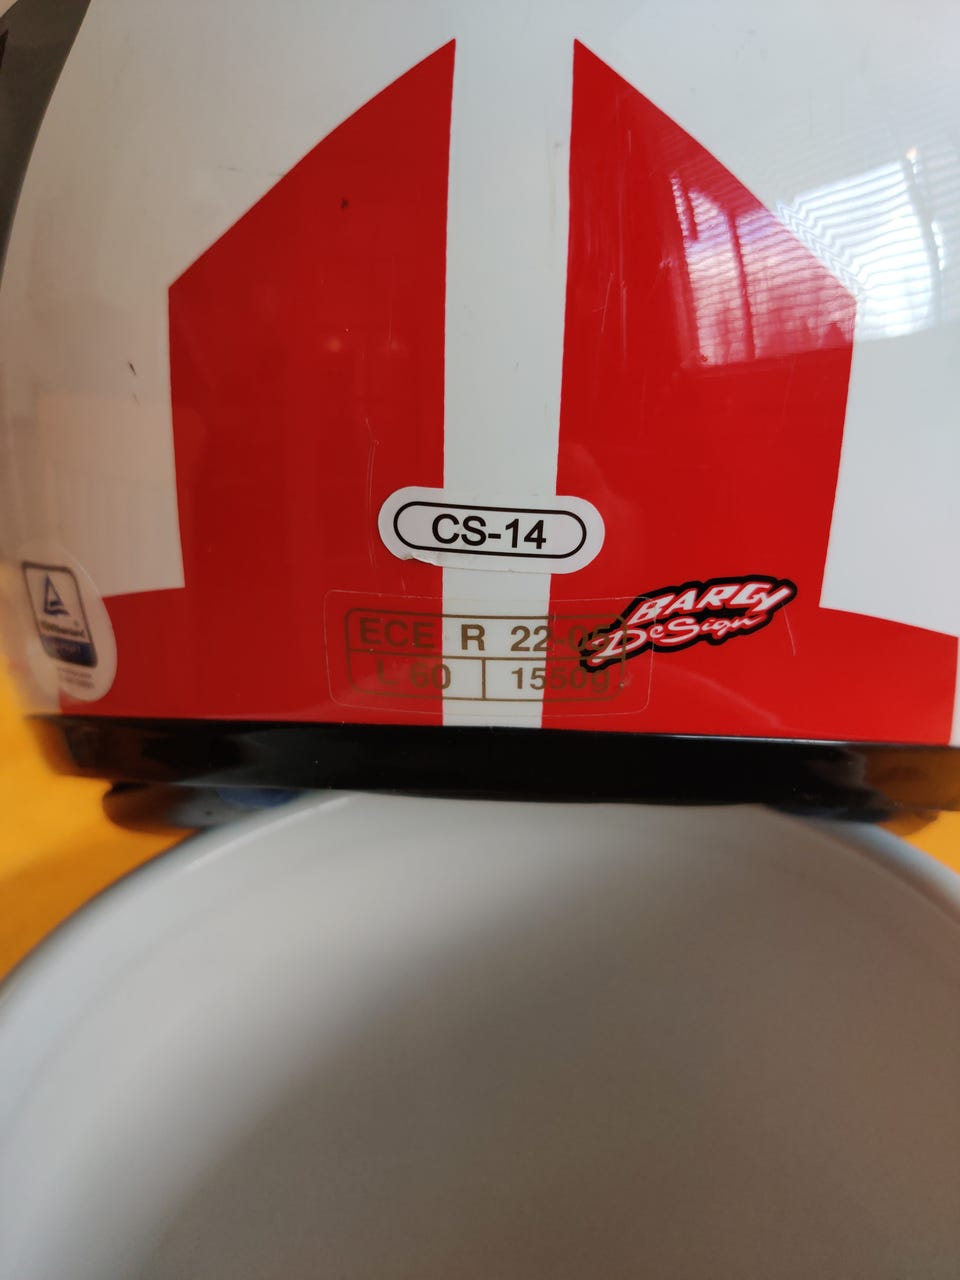 CS-14
ECE R 22-05
L 60 1550g
BARGY
DeSign